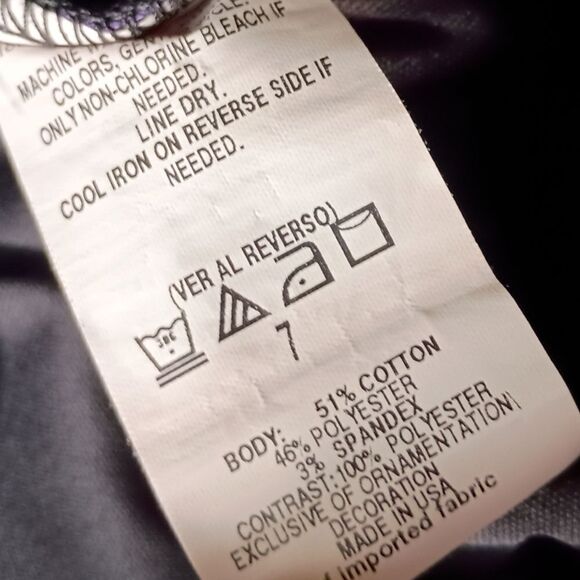 MACHINE
COLORS,
ONLY NON-CHLORINE BLEACH IF
NEEDED.
LINE DRY.
COOL IRON ON REVERSE SIDE IF
NEEDED.
(VER AL REVERSO)
30C
7
BODY: 51% COTTON
46% POLYESTER
3% SPANDEX
CONTRAST: 100% POLYESTER
EXCLUSIVE OF ORNAMENTATION\
DECORATION
MADE IN USA
imported fabric